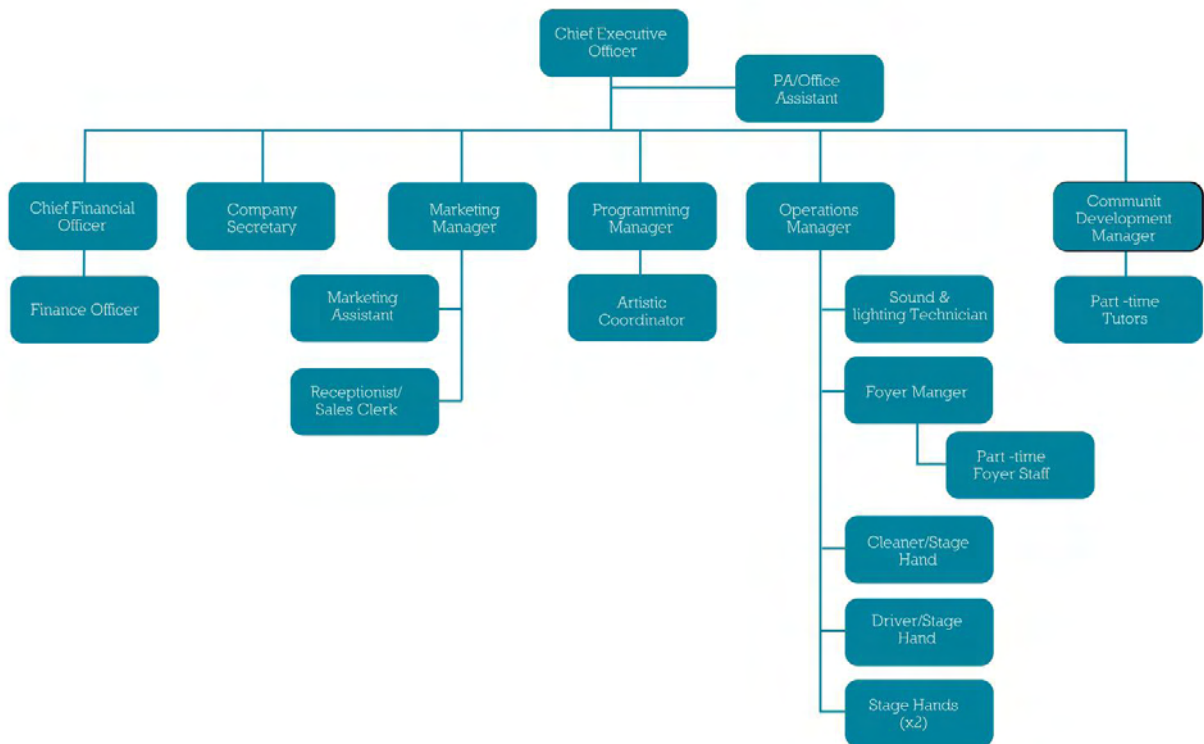 Chief Executive
Officer
PA/Office
Assistant
Chief Financial
Officer
Company
Secretary
Marketing
Manager
Programming
Manager
Operations
Manager
Communit
Development
Manager
Finance Officer
Marketing
Assistant
Receptionist/
Sales Clerk
Artistic
Coordinator
Sound &
lighting Technician
Foyer Manger
Part -time
Foyer Staff
Cleaner/Stage
Hand
Driver/Stage
Hand
Stage Hands
(x2)
Part -time
Tutors